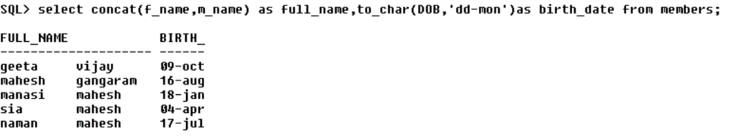 SQL> select concat(f_name,m_name) as full_name,to_char(DOB,'dd-mon')as birth_date from members;
FULL_NAME            BIRTH_
-------------------- ------
geeta     vijay      09-oct
mahesh    gangaram   16-aug
manasi    mahesh     18-jan
sia       mahesh     04-apr
naman     mahesh     17-jul